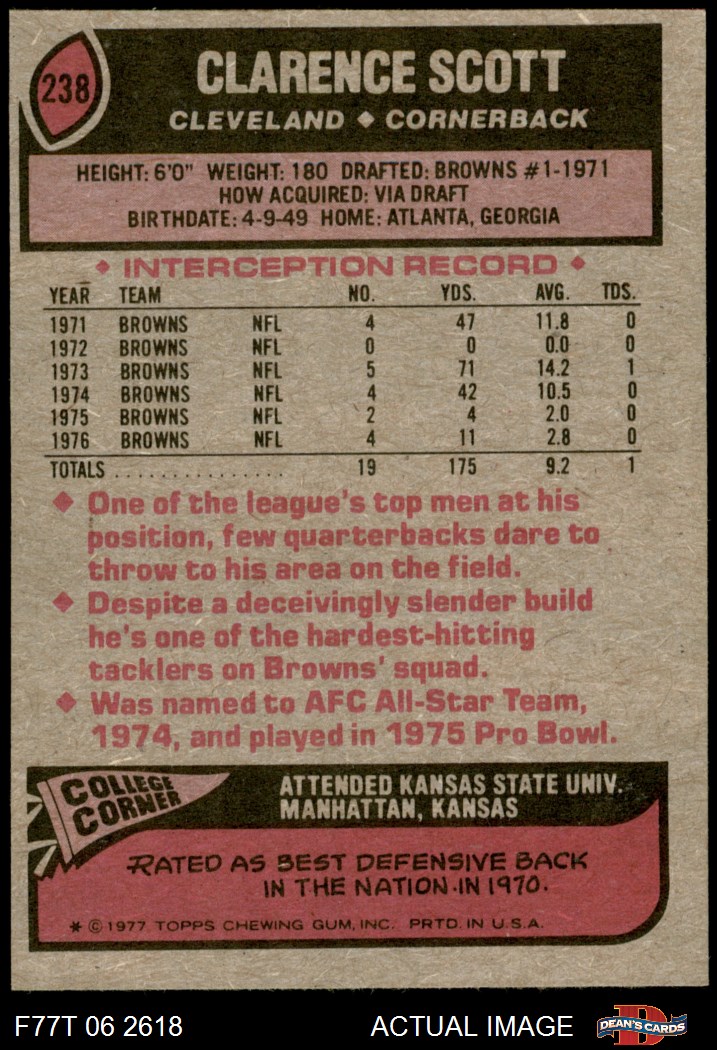 238
CLARENCE SCOTT
CLEVELAND ◆ CORNERBACK
HEIGHT: 6'0" WEIGHT: 180 DRAFTED: BROWNS #1-1971
HOW ACQUIRED: VIA DRAFT
BIRTHDATE: 4-9-49 HOME: ATLANTA, GEORGIA
◆ INTERCEPTION RECORD ◆
YEAR TEAM NO. YDS. AVG. TDS.
1971 BROWNS NFL 4 47 11.8 0
1972 BROWNS NFL 0 0 0.0 0
1973 BROWNS NFL 5 71 14.2 1
1974 BROWNS NFL 4 42 10.5 0
1975 BROWNS NFL 2 4 2.0 0
1976 BROWNS NFL 4 11 2.8 0
TOTALS . . . . . . . . . . . . . . . 19 175 9.2 1
◆ One of the league's top men at his
position, few quarterbacks dare to
throw to his area on the field.
◆ Despite a deceivingly slender build
he's one of the hardest-hitting
tacklers on Browns' squad.
◆ Was named to AFC All-Star Team,
1974, and played in 1975 Pro Bowl.
COLLEGE
CORNER
ATTENDED KANSAS STATE UNIV.
MANHATTAN, KANSAS
RATED AS BEST DEFENSIVE BACK
IN THE NATION IN 1970.
* © 1977 TOPPS CHEWING GUM, INC. PRTD. IN U.S.A.
F77T 06 2618
ACTUAL IMAGE
D
DEAN'S CARDS